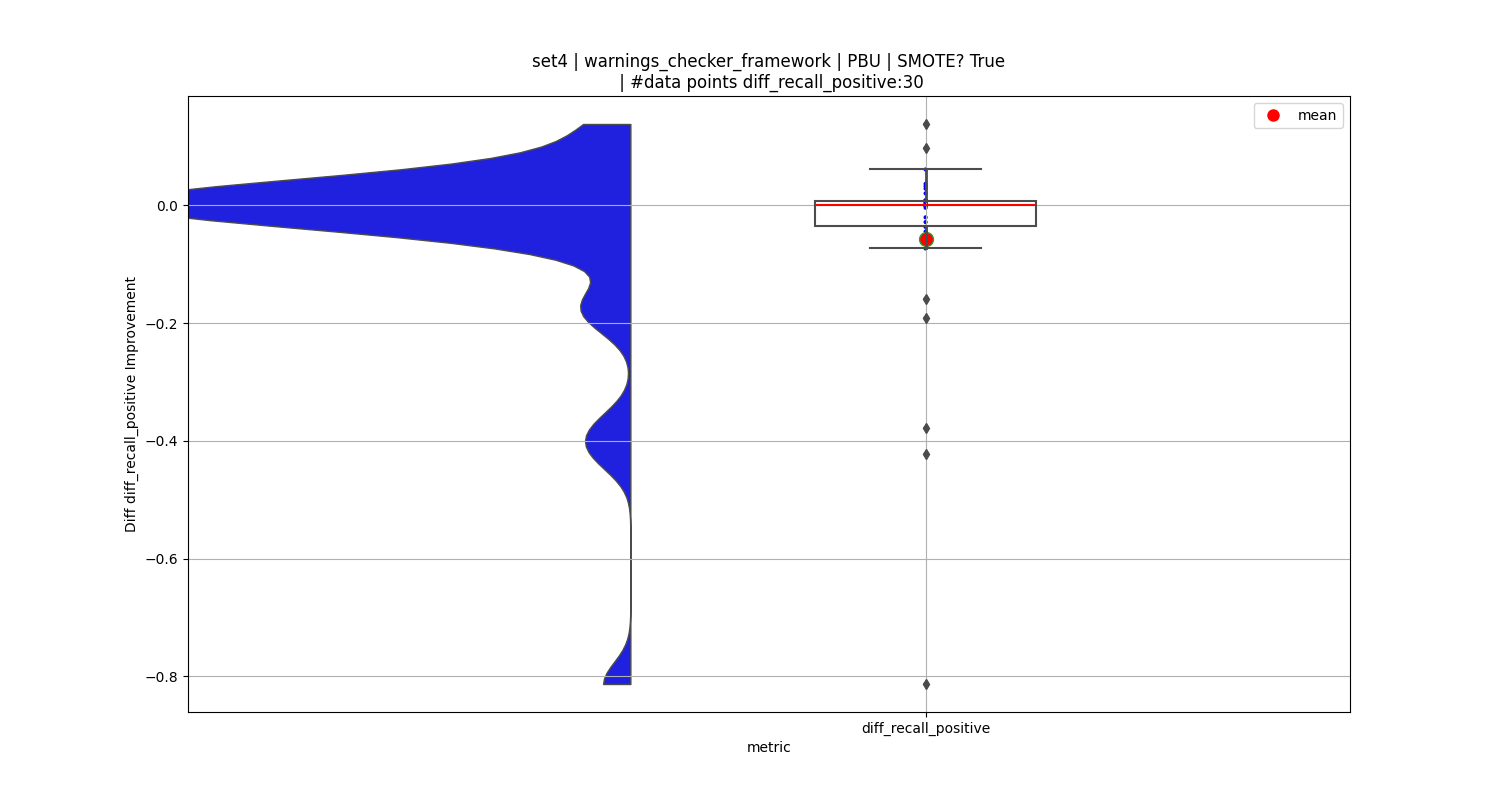 set4 | warnings_checker_framework | PBU | SMOTE? True
| #data points diff_recall_positive:30
mean
0.0
−0.2
−0.4
−0.6
−0.8
Diff diff_recall_positive Improvement
diff_recall_positive
metric